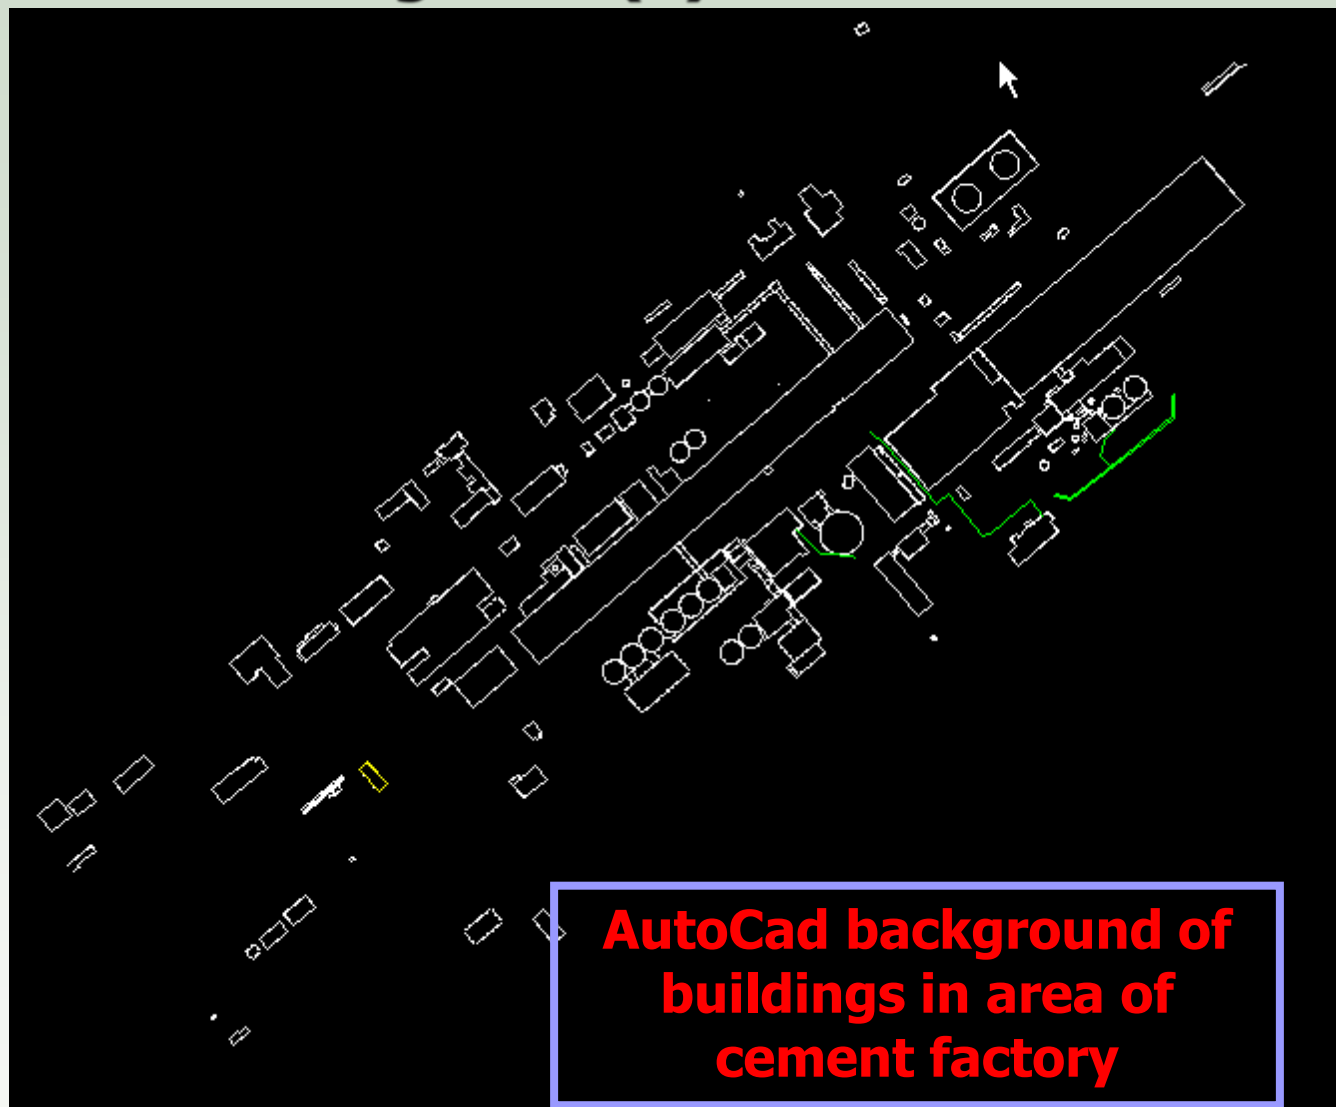 AutoCad background of
buildings in area of
cement factory